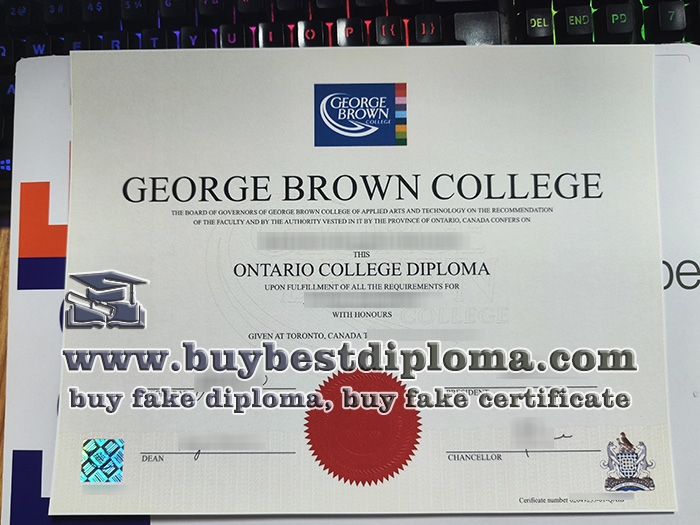 DEL END PD 7
Q W E R T Y U
GEORGE
BROWN
COLLEGE
GEORGE BROWN COLLEGE
THE BOARD OF GOVERNORS OF GEORGE BROWN COLLEGE OF APPLIED ARTS AND TECHNOLOGY ON THE RECOMMENDATION
OF THE FACULTY AND BY THE AUTHORITY VESTED IN IT BY THE PROVINCE OF ONTARIO, CANADA CONFERS ON
THIS
ONTARIO COLLEGE DIPLOMA
UPON FULFILLMENT OF ALL THE REQUIREMENTS FOR
WITH HONOURS
GIVEN AT TORONTO, CANADA
www.buybestdiploma.com
PRESIDENT
buy fake diploma, buy fake certificate
DEAN
CHANCELLOR
Certificate number